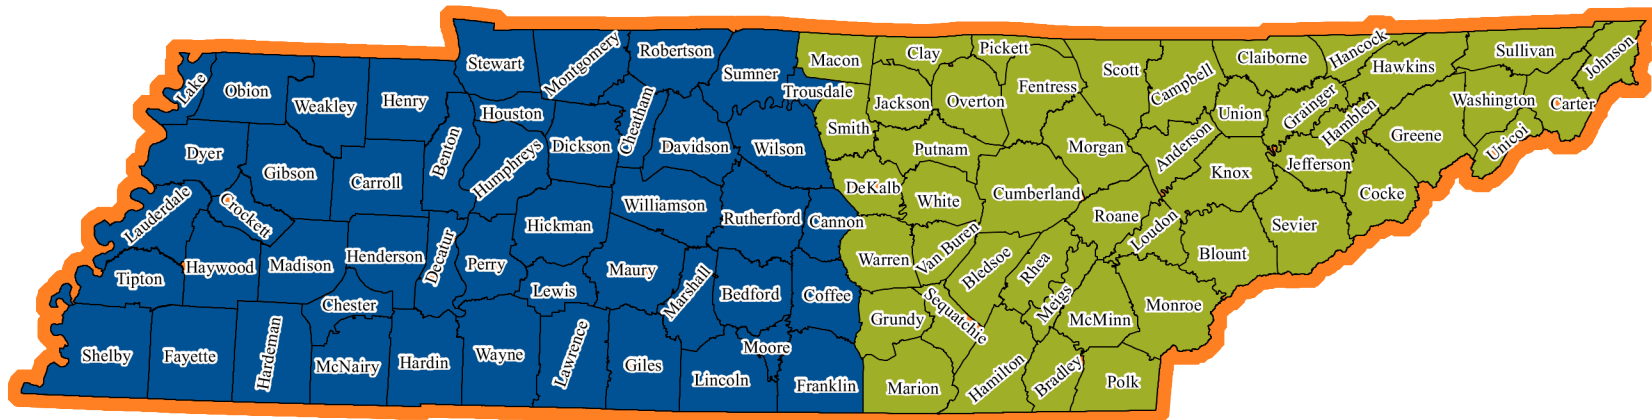 Lake
Obion
Weakley
Henry
Stewart
Montgomery
Robertson
Sumner
Macon
Clay
Pickett
Scott
Campbell
Claiborne
Hancock
Hawkins
Sullivan
Johnson
Trousdale
Jackson
Overton
Fentress
Union
Grainger
Hamblen
Washington
Carter
Unicoi
Greene
Houston
Cheatham
Dyer
Gibson
Carroll
Benton
Humphreys
Dickson
Davidson
Wilson
Smith
Putnam
Morgan
Anderson
Knox
Jefferson
Cocke
Lauderdale
Crockett
Williamson
Rutherford
Cannon
DeKalb
White
Cumberland
Roane
Loudon
Sevier
Blount
Hickman
Tipton
Haywood
Madison
Henderson
Decatur
Perry
Lewis
Maury
Marshall
Bedford
Coffee
Warren
Van Buren
Bledsoe
Rhea
Meigs
McMinn
Monroe
Chester
Grundy
Sequatchie
Shelby
Fayette
Hardeman
McNairy
Hardin
Wayne
Lawrence
Giles
Lincoln
Moore
Franklin
Marion
Hamilton
Bradley
Polk